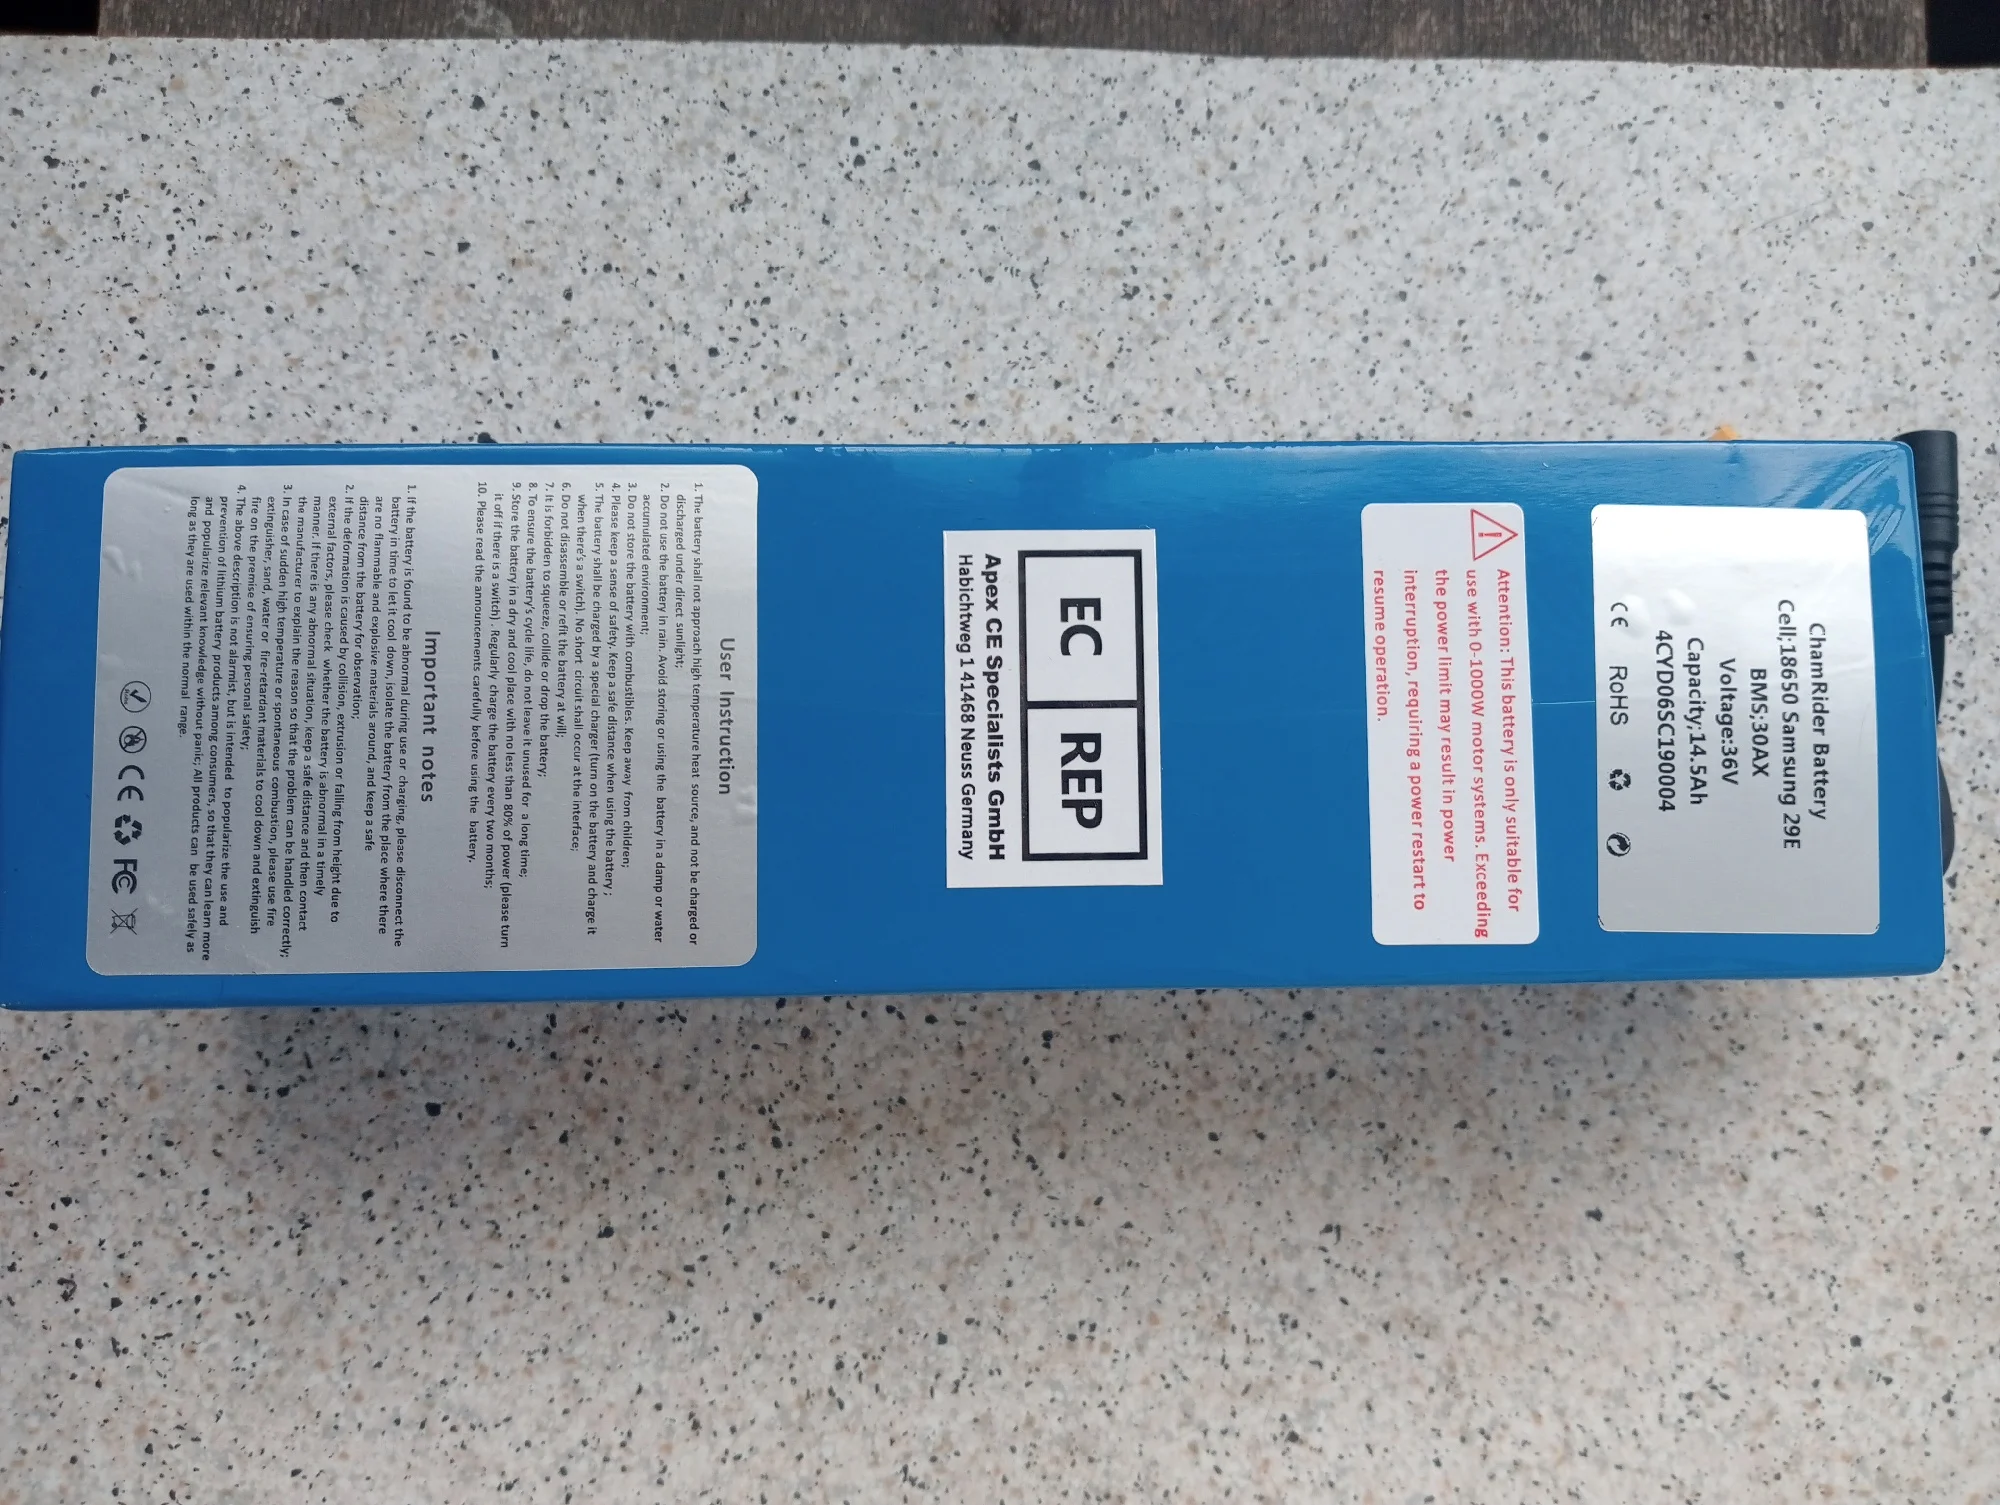 ChamRider Battery
Cell;18650 Samsung 29E
BMS;30AX
Voltage:36V
Capacity:14.5Ah
4CYD06SC190004
CE RoHS
Attention: This battery is only suitable for
use with 0-1000W motor systems. Exceeding
the power limit may result in power
interruption, requiring a power restart to
resume operation.
EC REP
Apex CE Specialists GmbH
Habichtweg 1 41468 Neuss Germany
User Instruction
1. The battery shall not approach high temperature heat source, and not be charged or
discharged under direct sunlight;
2. Do not use the battery in rain. Avoid storing or using the battery in a damp or water
accumulated environment;
3. Do not store the battery with combustibles. Keep away from children;
4. Please keep a sense of safety. Keep a safe distance when using the battery;
5. The battery shall be charged by a special charger (turn on the battery and charge it
when there's a switch). No short circuit shall occur at the interface;
6. Do not disassemble or refit the battery at will;
7. It is forbidden to squeeze, collide or drop the battery;
8. To ensure the battery's cycle life, do not leave it unused for a long time;
9. Store the battery in a dry and cool place with no less than 80% of power (please turn
it off if there is a switch). Regularly charge the battery every two months;
10. Please read the announcements carefully before using the battery.
Important notes
1. If the battery is found to be abnormal during use or charging, please disconnect the
battery in time to let it cool down, isolate the battery from the place where there
are no flammable and explosive materials around, and keep a safe
distance from the battery for observation;
2. If the deformation is caused by collision, extrusion or falling from height due to
external factors, please check whether the battery is abnormal in a timely
manner. If there is any abnormal situation, keep a safe distance and then contact
the manufacturer to explain the reason so that the problem can be handled correctly;
3. In case of sudden high temperature or spontaneous combustion, please use fire
extinguisher, sand, water or fire-retardant materials to cool down and extinguish
fire on the premise of ensuring personal safety;
4. The above description is not alarmist, but is intended to popularize the use and
prevention of lithium battery products among consumers, so that they can learn more
and popularize relevant knowledge without panic; All products can be used safely as
long as they are used within the normal range.
CE FC